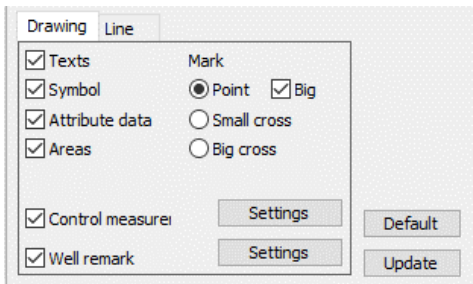 Drawing Line
Texts Mark
Symbol Point Big
Attribute data Small cross
Areas Big cross
Control measurer Settings
Default
Well remark Settings
Update